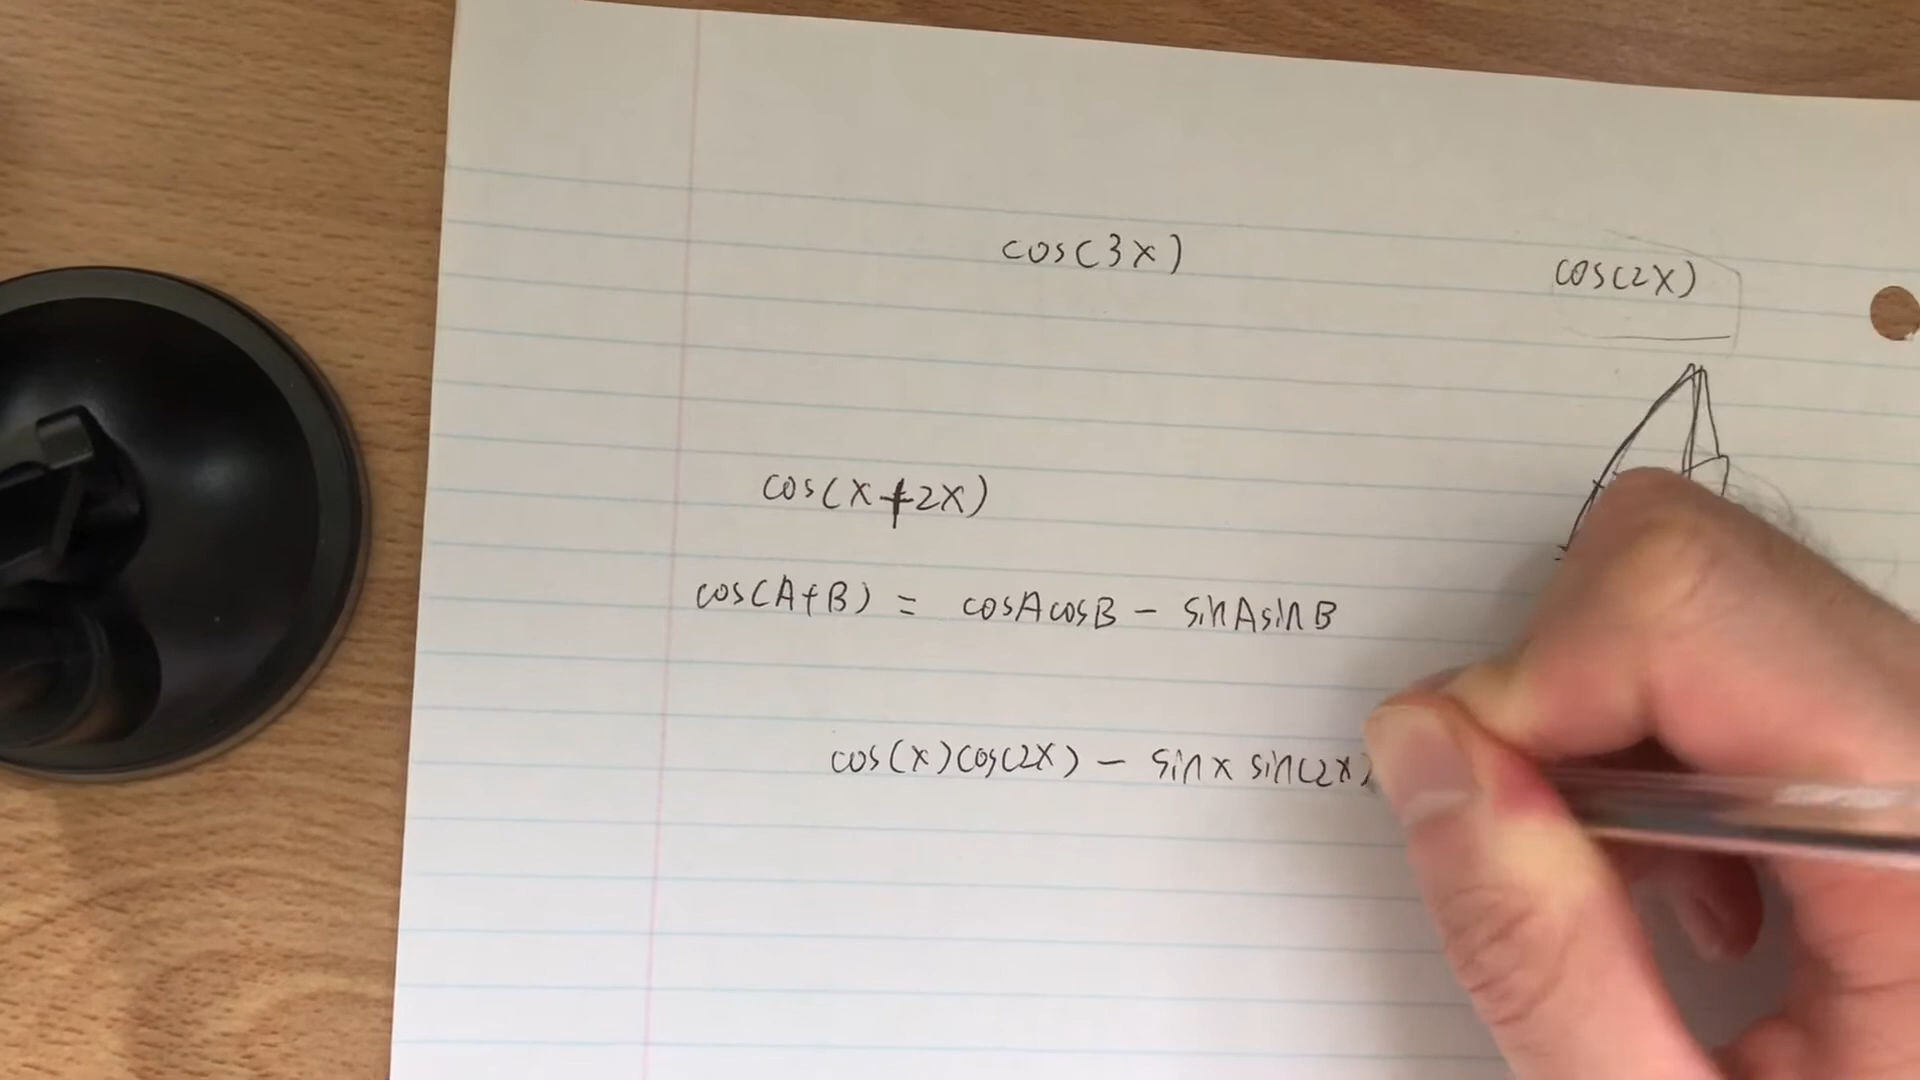 cos(3x)
cos(2x)
cos(x+2x)
cos(A+B) = cosAcosB - sinAsinB
cos(x)cos(2x) - sinx sin(2x)